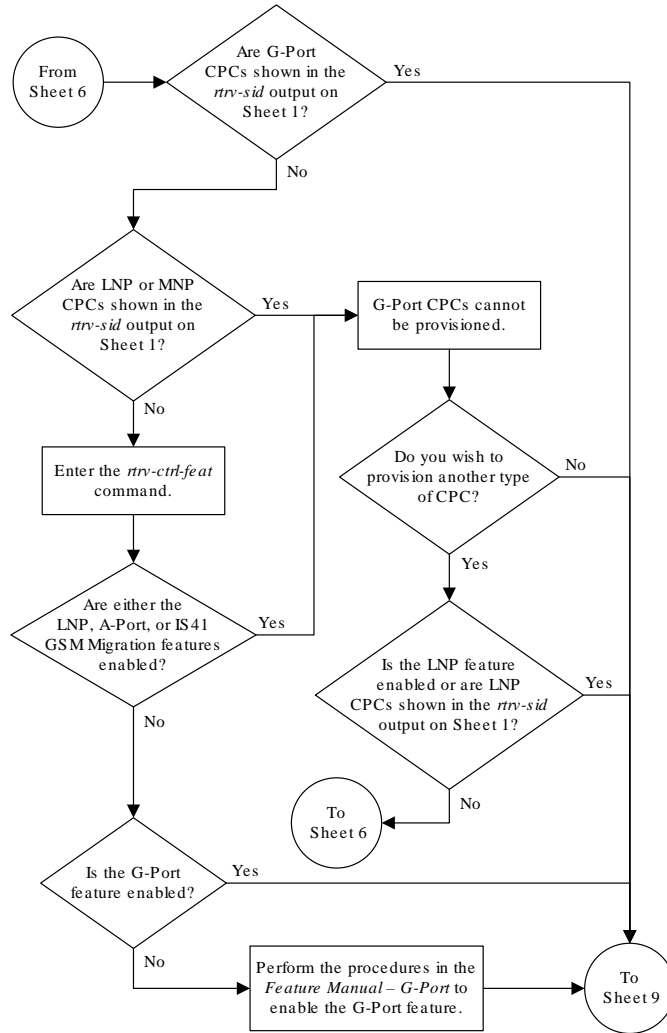 From
Sheet 6
Are G-Port
CPCs shown in the
rtrv-sid output on
Sheet 1?
Yes
No
Are LNP or MNP
CPCs shown in the
rtrv-sid output on
Sheet 1?
Yes
No
G-Port CPCs cannot
be provisioned.
Enter the rtrv-ctrl-feat
command.
Do you wish to
provision another type
of CPC?
No
Yes
Are either the
LNP, A-Port, or IS41
GSM Migration features
enabled?
Yes
No
Is the LNP feature
enabled or are LNP
CPCs shown in the rtrv-sid
output on Sheet 1?
Yes
No
To
Sheet 6
Is the G-Port
feature enabled?
Yes
No
Perform the procedures in the
Feature Manual – G-Port to
enable the G-Port feature.
To
Sheet 9